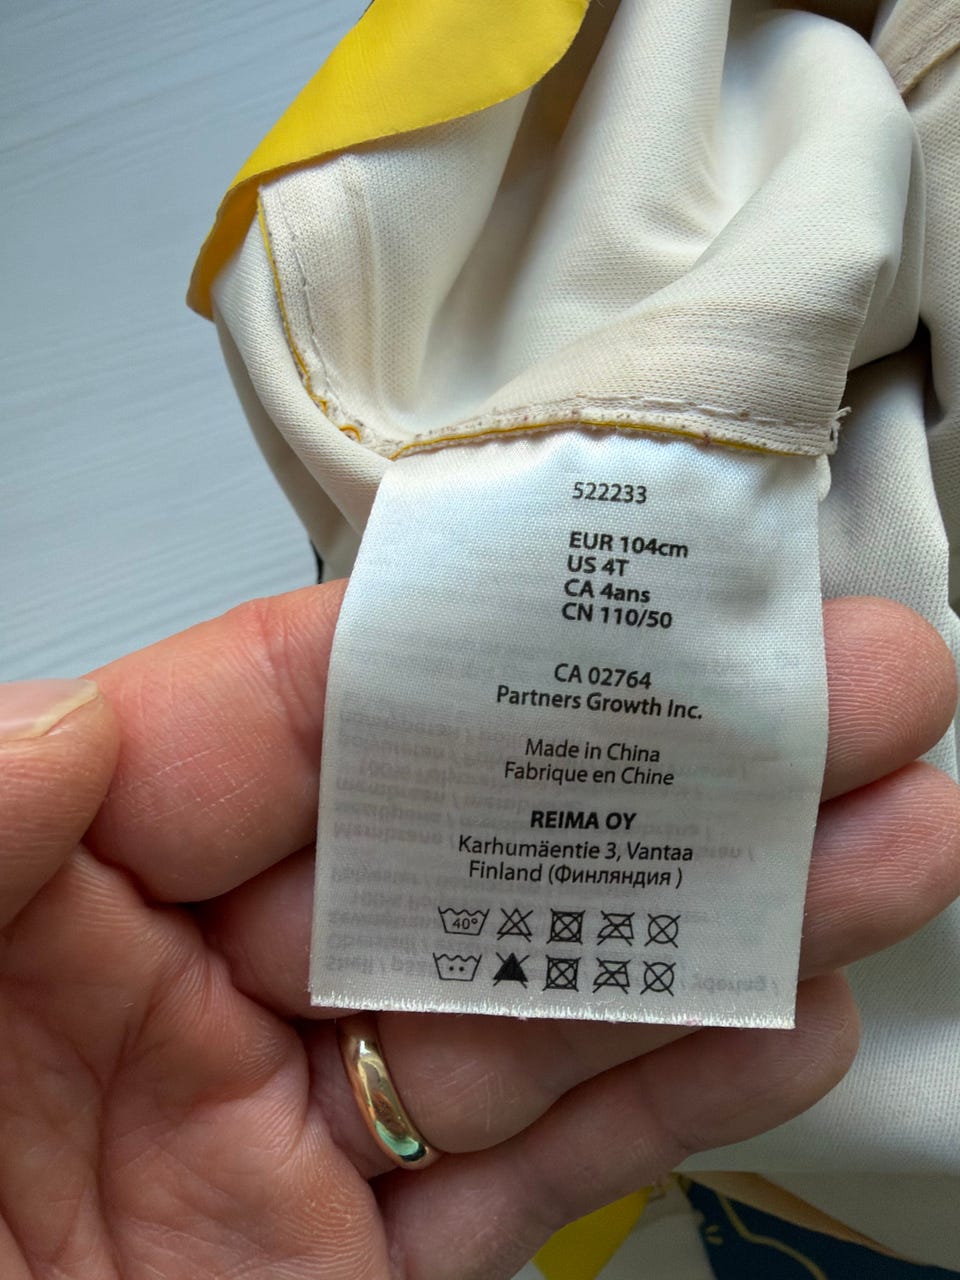 522233
EUR 104cm
US 4T
CA 4ans
CN 110/50
CA 02764
Partners Growth Inc.
Made in China
Fabrique en Chine
REIMA OY
Karhumäentie 3, Vantaa
Finland (Финляндия )
40°